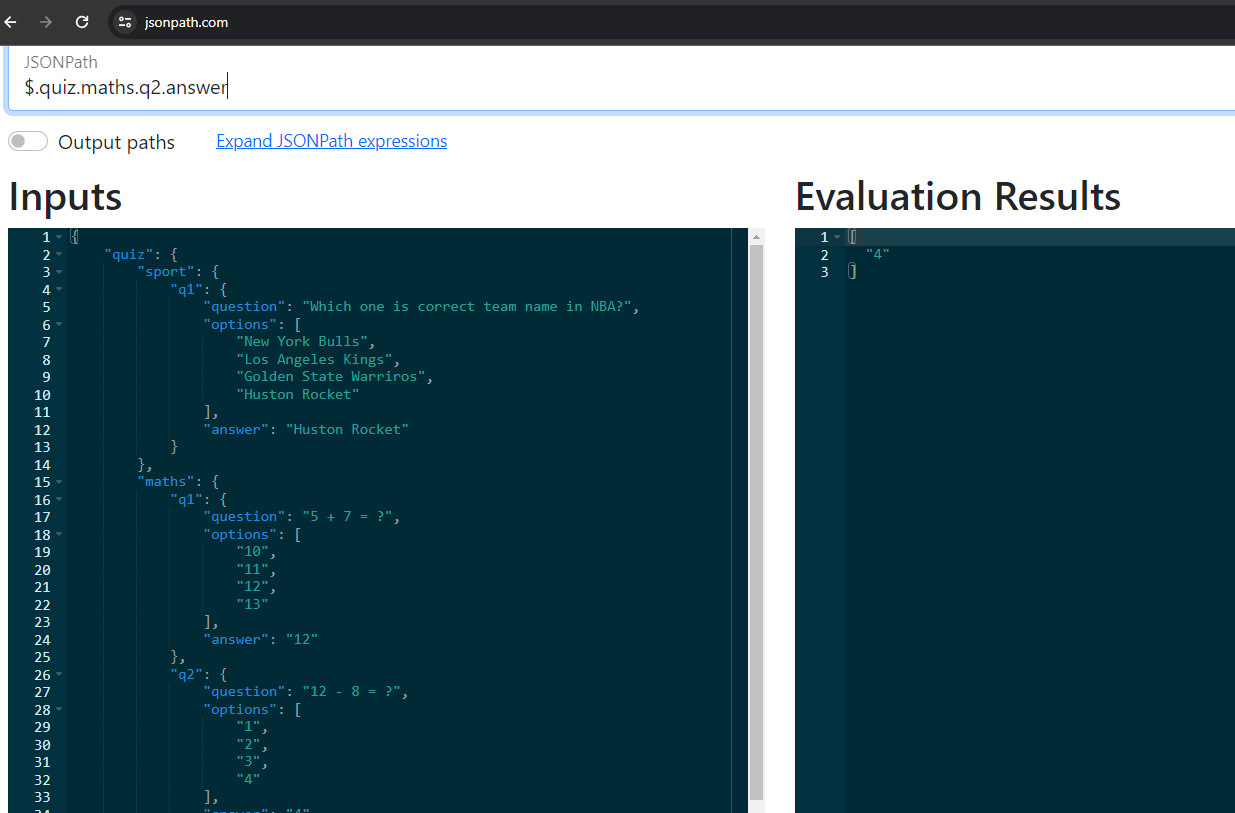 jsonpath.com
JSONPath
$.quiz.maths.q2.answer
Output paths Expand JSONPath expressions
Inputs
1 {
2 "quiz": {
3 "sport": {
4 "q1": {
5 "question": "Which one is correct team name in NBA?",
6 "options": [
7 "New York Bulls",
8 "Los Angeles Kings",
9 "Golden State Warriros",
10 "Huston Rocket"
11 ],
12 "answer": "Huston Rocket"
13 }
14 },
15 "maths": {
16 "q1": {
17 "question": "5 + 7 = ?",
18 "options": [
19 "10",
20 "11",
21 "12",
22 "13"
23 ],
24 "answer": "12"
25 },
26 "q2": {
27 "question": "12 - 8 = ?",
28 "options": [
29 "1",
30 "2",
31 "3",
32 "4"
33 ],
34 "answer": "4"
Evaluation Results
1 [
2 "4"
3 ]